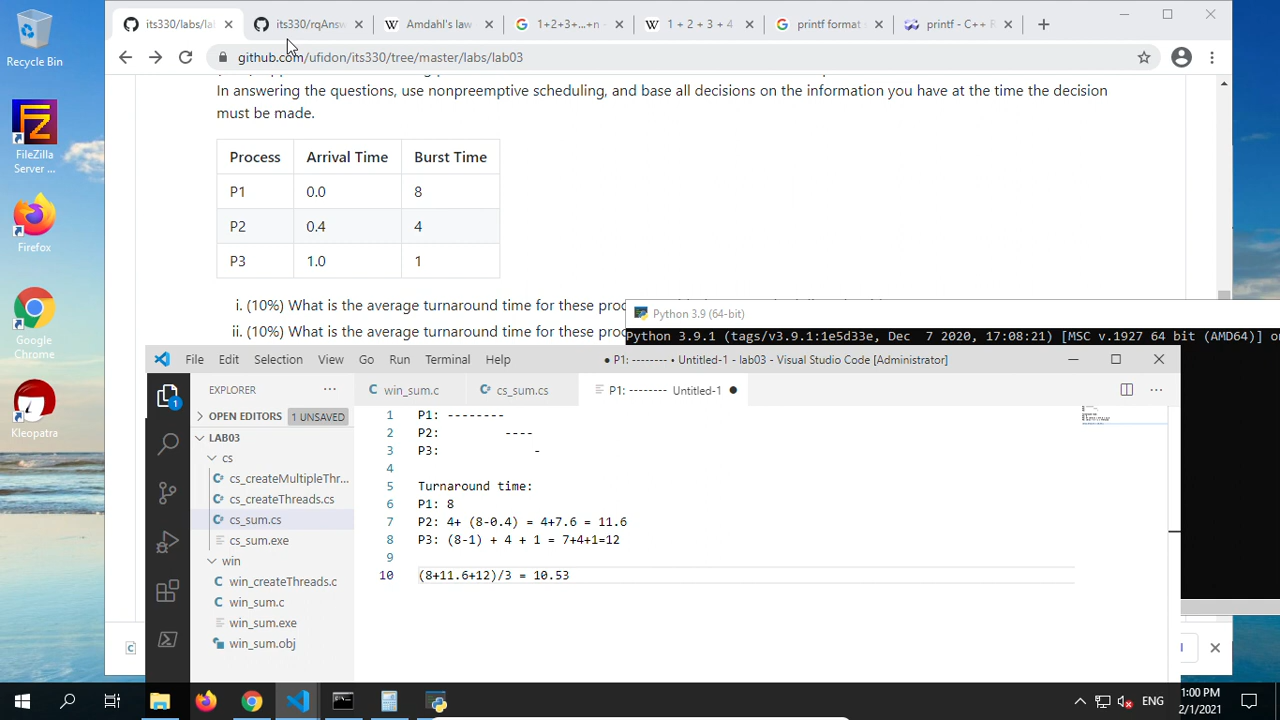 Recycle Bin
FileZilla
Server ...
Firefox
Google
Chrome
Kleopatra
its330/labs/lal
its330/rqAnsw
Amdahl's law
1+2+3+...+n -
1 + 2 + 3 + 4
printf format
printf - C++ R
github.com/ufidon/its330/tree/master/labs/lab03
In answering the questions, use nonpreemptive scheduling, and base all decisions on the information you have at the time the decision
must be made.
Process Arrival Time Burst Time
P1 0.0 8
P2 0.4 4
P3 1.0 1
i. (10%) What is the average turnaround time for these proc
ii. (10%) What is the average turnaround time for these proc
Python 3.9 (64-bit)
Python 3.9.1 (tags/v3.9.1:1e5d33e, Dec 7 2020, 17:08:21) [MSC v.1927 64 bit (AMD64)] o
File Edit Selection View Go Run Terminal Help
● P1: -------- • Untitled-1 - lab03 - Visual Studio Code [Administrator]
EXPLORER ...
win_sum.c
cs_sum.cs
P1: -------- Untitled-1 ●
OPEN EDITORS 1 UNSAVED
LAB03
cs
cs_createMultipleThr...
cs_createThreads.cs
cs_sum.cs
cs_sum.exe
win
win_createThreads.c
win_sum.c
win_sum.exe
win_sum.obj
1
1 P1: --------
2 P2:         ----
3 P3:             -
4
5 Turnaround time:
6 P1: 8
7 P2: 4+ (8-0.4) = 4+7.6 = 11.6
8 P3: (8-1) + 4 + 1 = 7+4+1=12
9
10 (8+11.6+12)/3 = 10.53
ENG
1:00 PM
2/1/2021